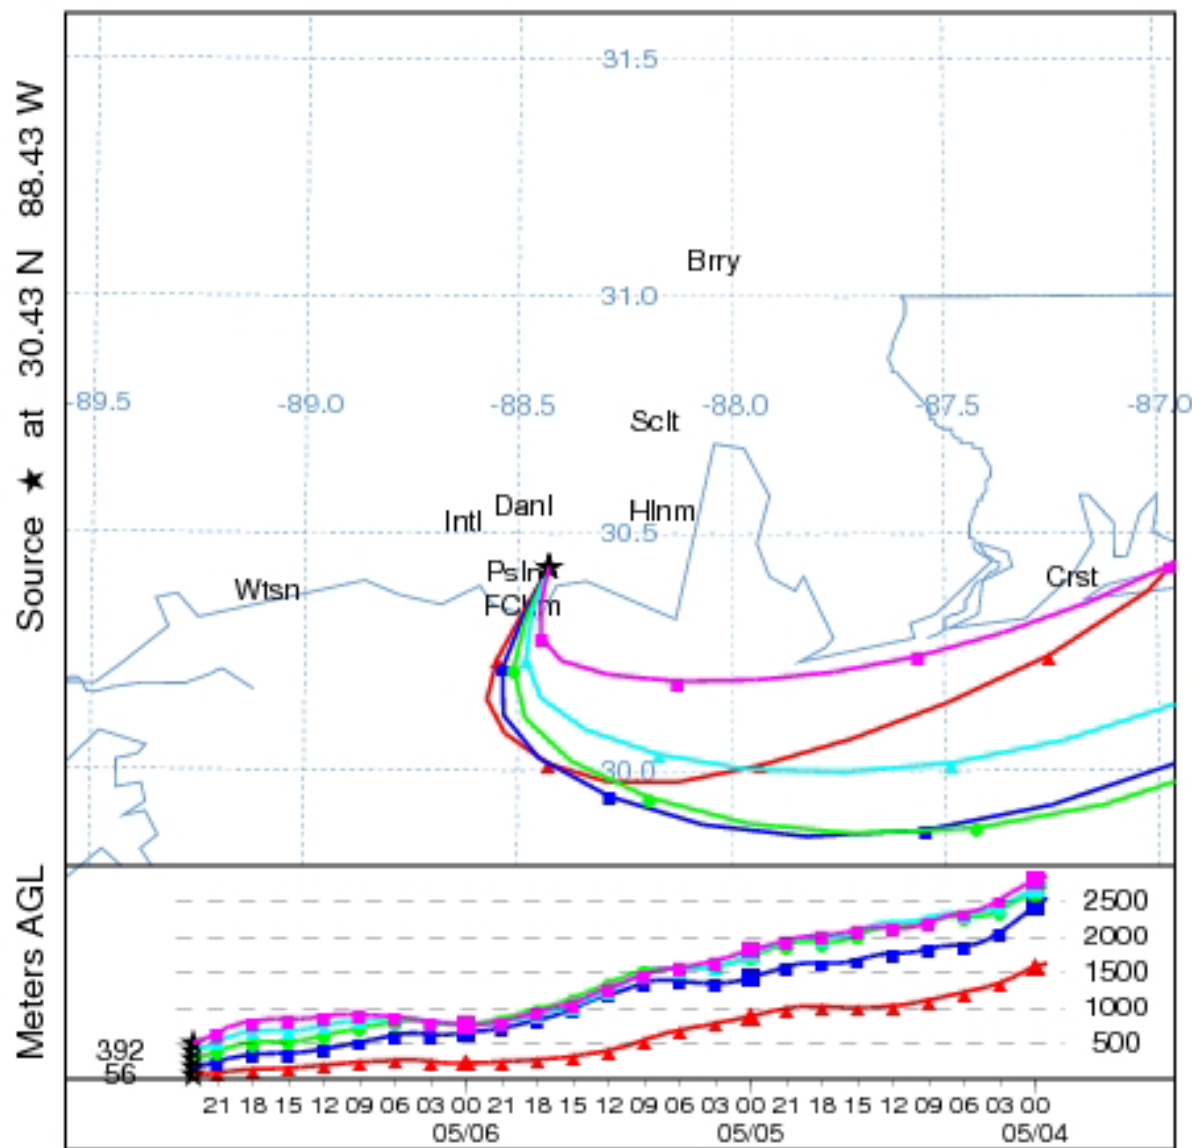 Source ★ at 30.43 N 88.43 W
31.5
Brry
31.0
-89.5 -89.0 -88.5 -88.0 -87.5 -87.0
Sclt
Danl
Hlnm
Intl
30.5
Psln
Crst
Wtsn
30.0
Meters AGL
2500
2000
1500
1000
392 500
56
21 18 15 12 09 06 03 00 21 18 15 12 09 06 03 00 21 18 15 12 09 06 03 00
05/06 05/05 05/04